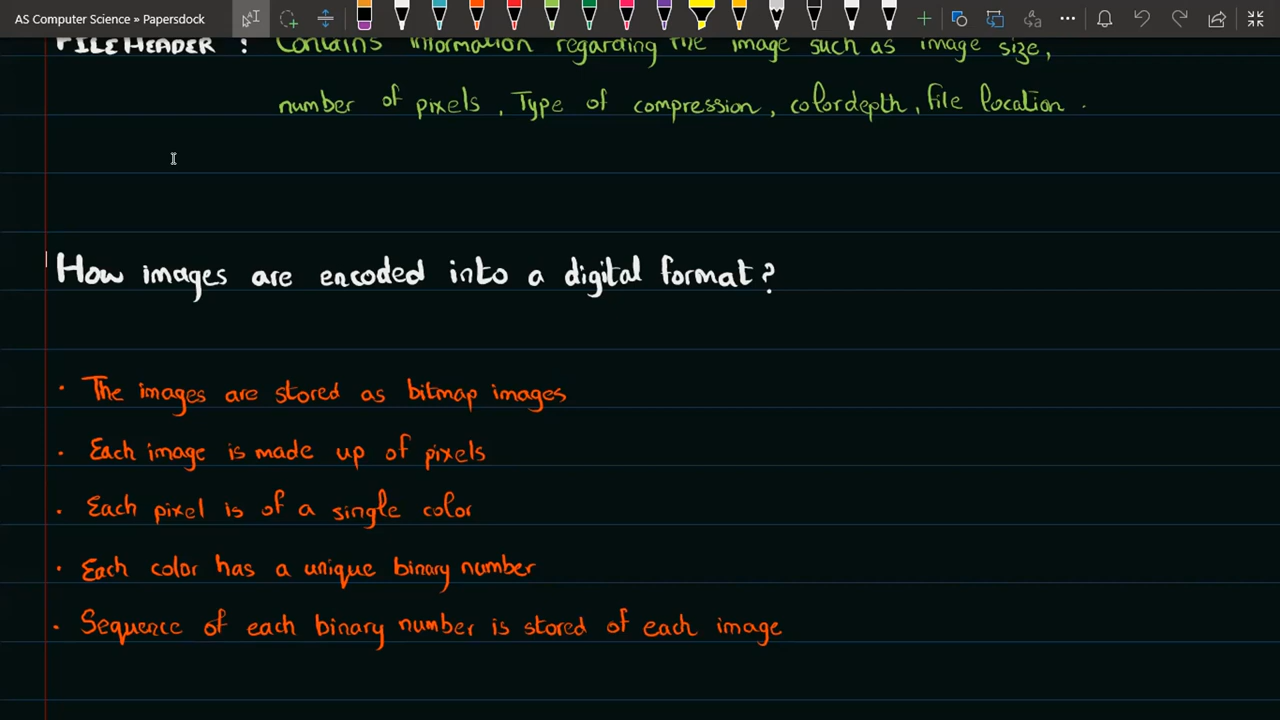 AS Computer Science » Papersdock
FILE HEADER : Contains information regarding the image such as image size,
number of pixels, Type of compression, colordepth, file location.
How images are encoded into a digital format?
· The images are stored as bitmap images
· Each image is made up of pixels
· Each pixel is of a single color
· Each color has a unique binary number
· Sequence of each binary number is stored of each image